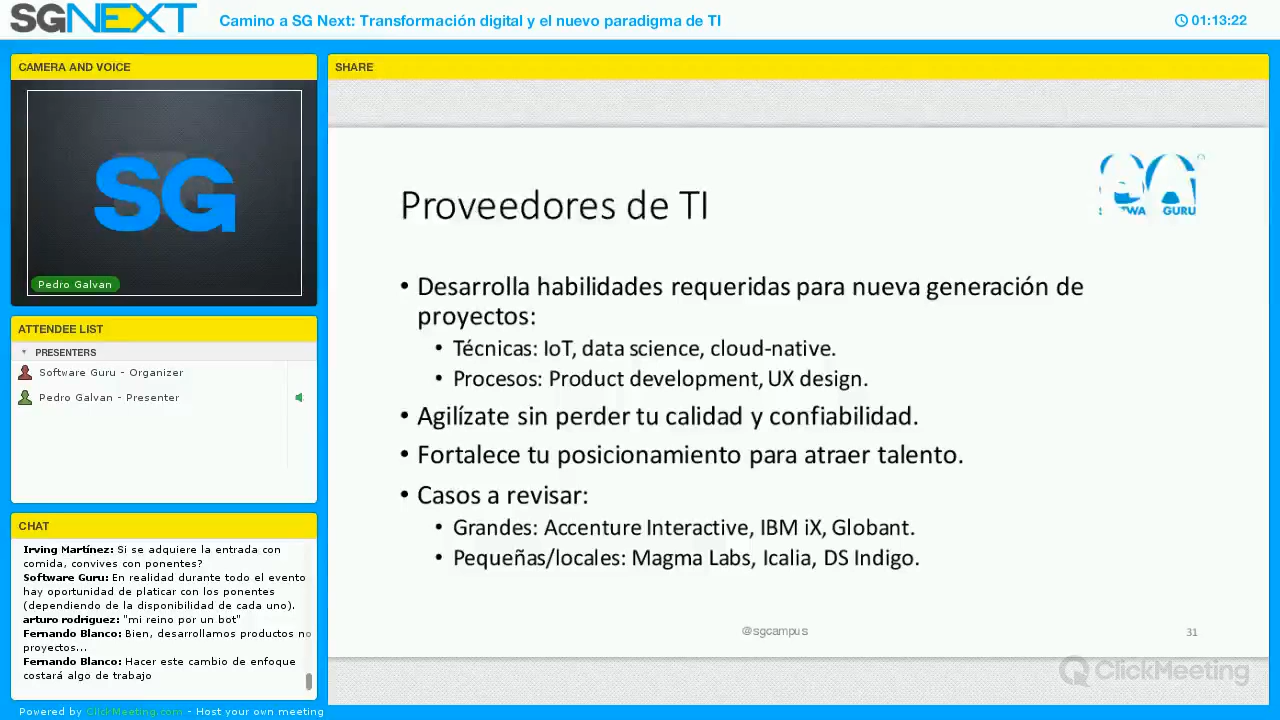 SGNEXT
Camino a SG Next: Transformación digital y el nuevo paradigma de TI
01:13:22
CAMERA AND VOICE
SG
Pedro Galvan
ATTENDEE LIST
PRESENTERS
Software Guru - Organizer
Pedro Galvan - Presenter
CHAT
Irving Martínez: Si se adquiere la entrada con
comida, convives con ponentes?
Software Guru: En realidad durante todo el evento
hay oportunidad de platicar con los ponentes
(dependiendo de la disponibilidad de cada uno).
arturo rodriguez: "mi reino por un bot"
Fernando Blanco: Bien, desarrollamos productos no
proyectos...
Fernando Blanco: Hacer este cambio de enfoque
costará algo de trabajo
Powered by ClickMeeting.com - Host your own meeting
SHARE
Proveedores de TI
GURU
• Desarrolla habilidades requeridas para nueva generación de
proyectos:
• Técnicas: IoT, data science, cloud-native.
• Procesos: Product development, UX design.
• Agilízate sin perder tu calidad y confiabilidad.
• Fortalece tu posicionamiento para atraer talento.
• Casos a revisar:
• Grandes: Accenture Interactive, IBM iX, Globant.
• Pequeñas/locales: Magma Labs, Icalia, DS Indigo.
@sgcampus
31
ClickMeeting